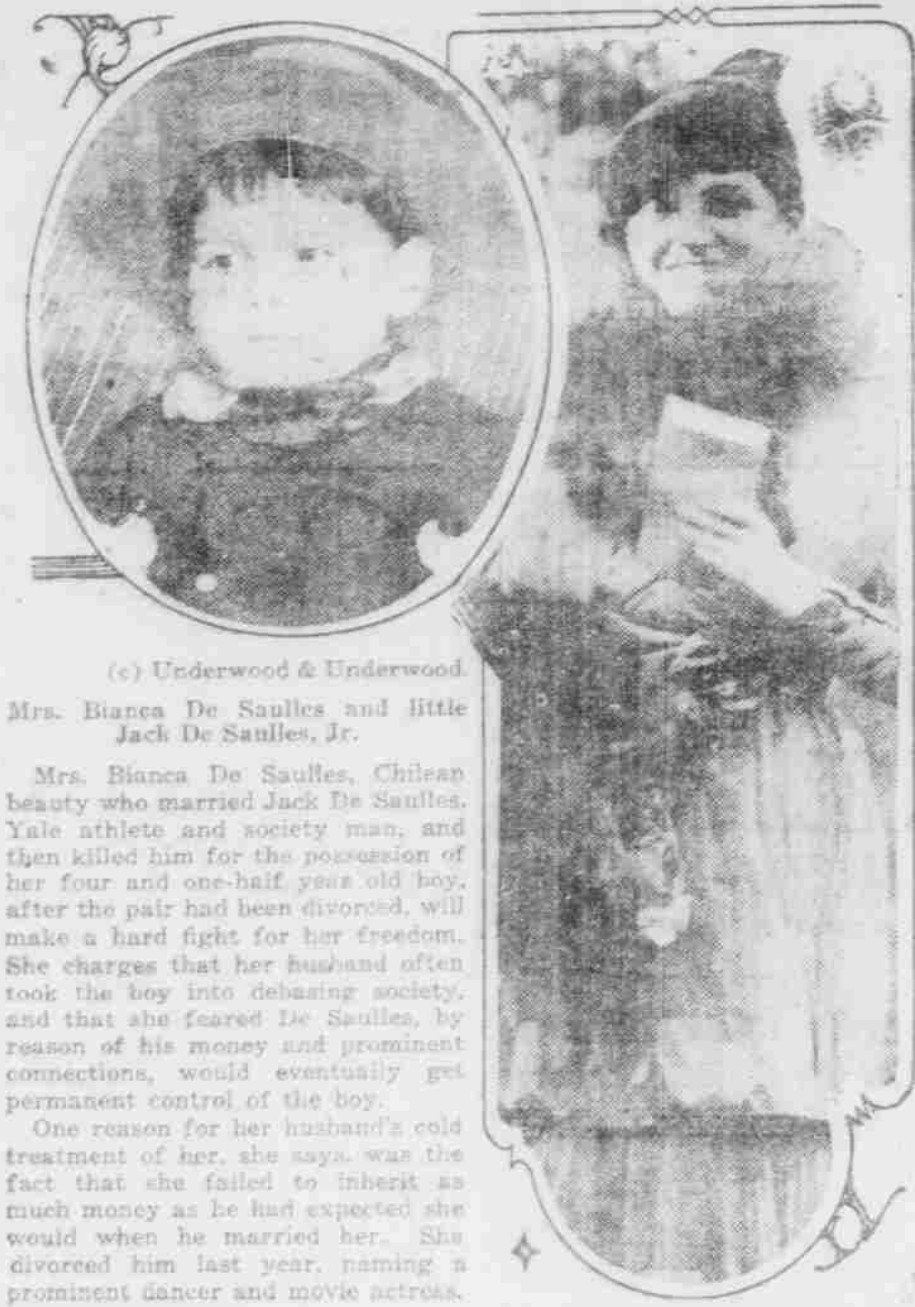 (c) Underwood & Underwood.
Mrs. Bianca De Saulles and little
Jack De Saulles, Jr.
Mrs. Bianca De Saulles, Chilean
beauty who married Jack De Saulles,
Yale athlete and society man, and
then killed him for the possession of
her four and one-half year old boy,
after the pair had been divorced, will
make a hard fight for her freedom.
She charges that her husband often
took the boy into debasing society,
and that she feared De Saulles, by
reason of his money and prominent
connections, would eventually get
permanent control of the boy.
One reason for her husband's cold
treatment of her, she says, was the
fact that she failed to inherit as
much money as he had expected she
would when he married her. She
divorced him last year, naming a
prominent dancer and movie actress.